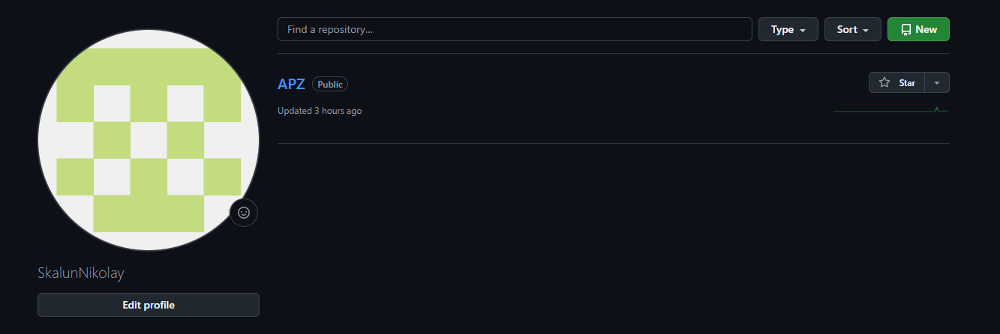 Find a repository...
Type
Sort
New
APZ
Public
Star
Updated 3 hours ago
SkalunNikolay
Edit profile